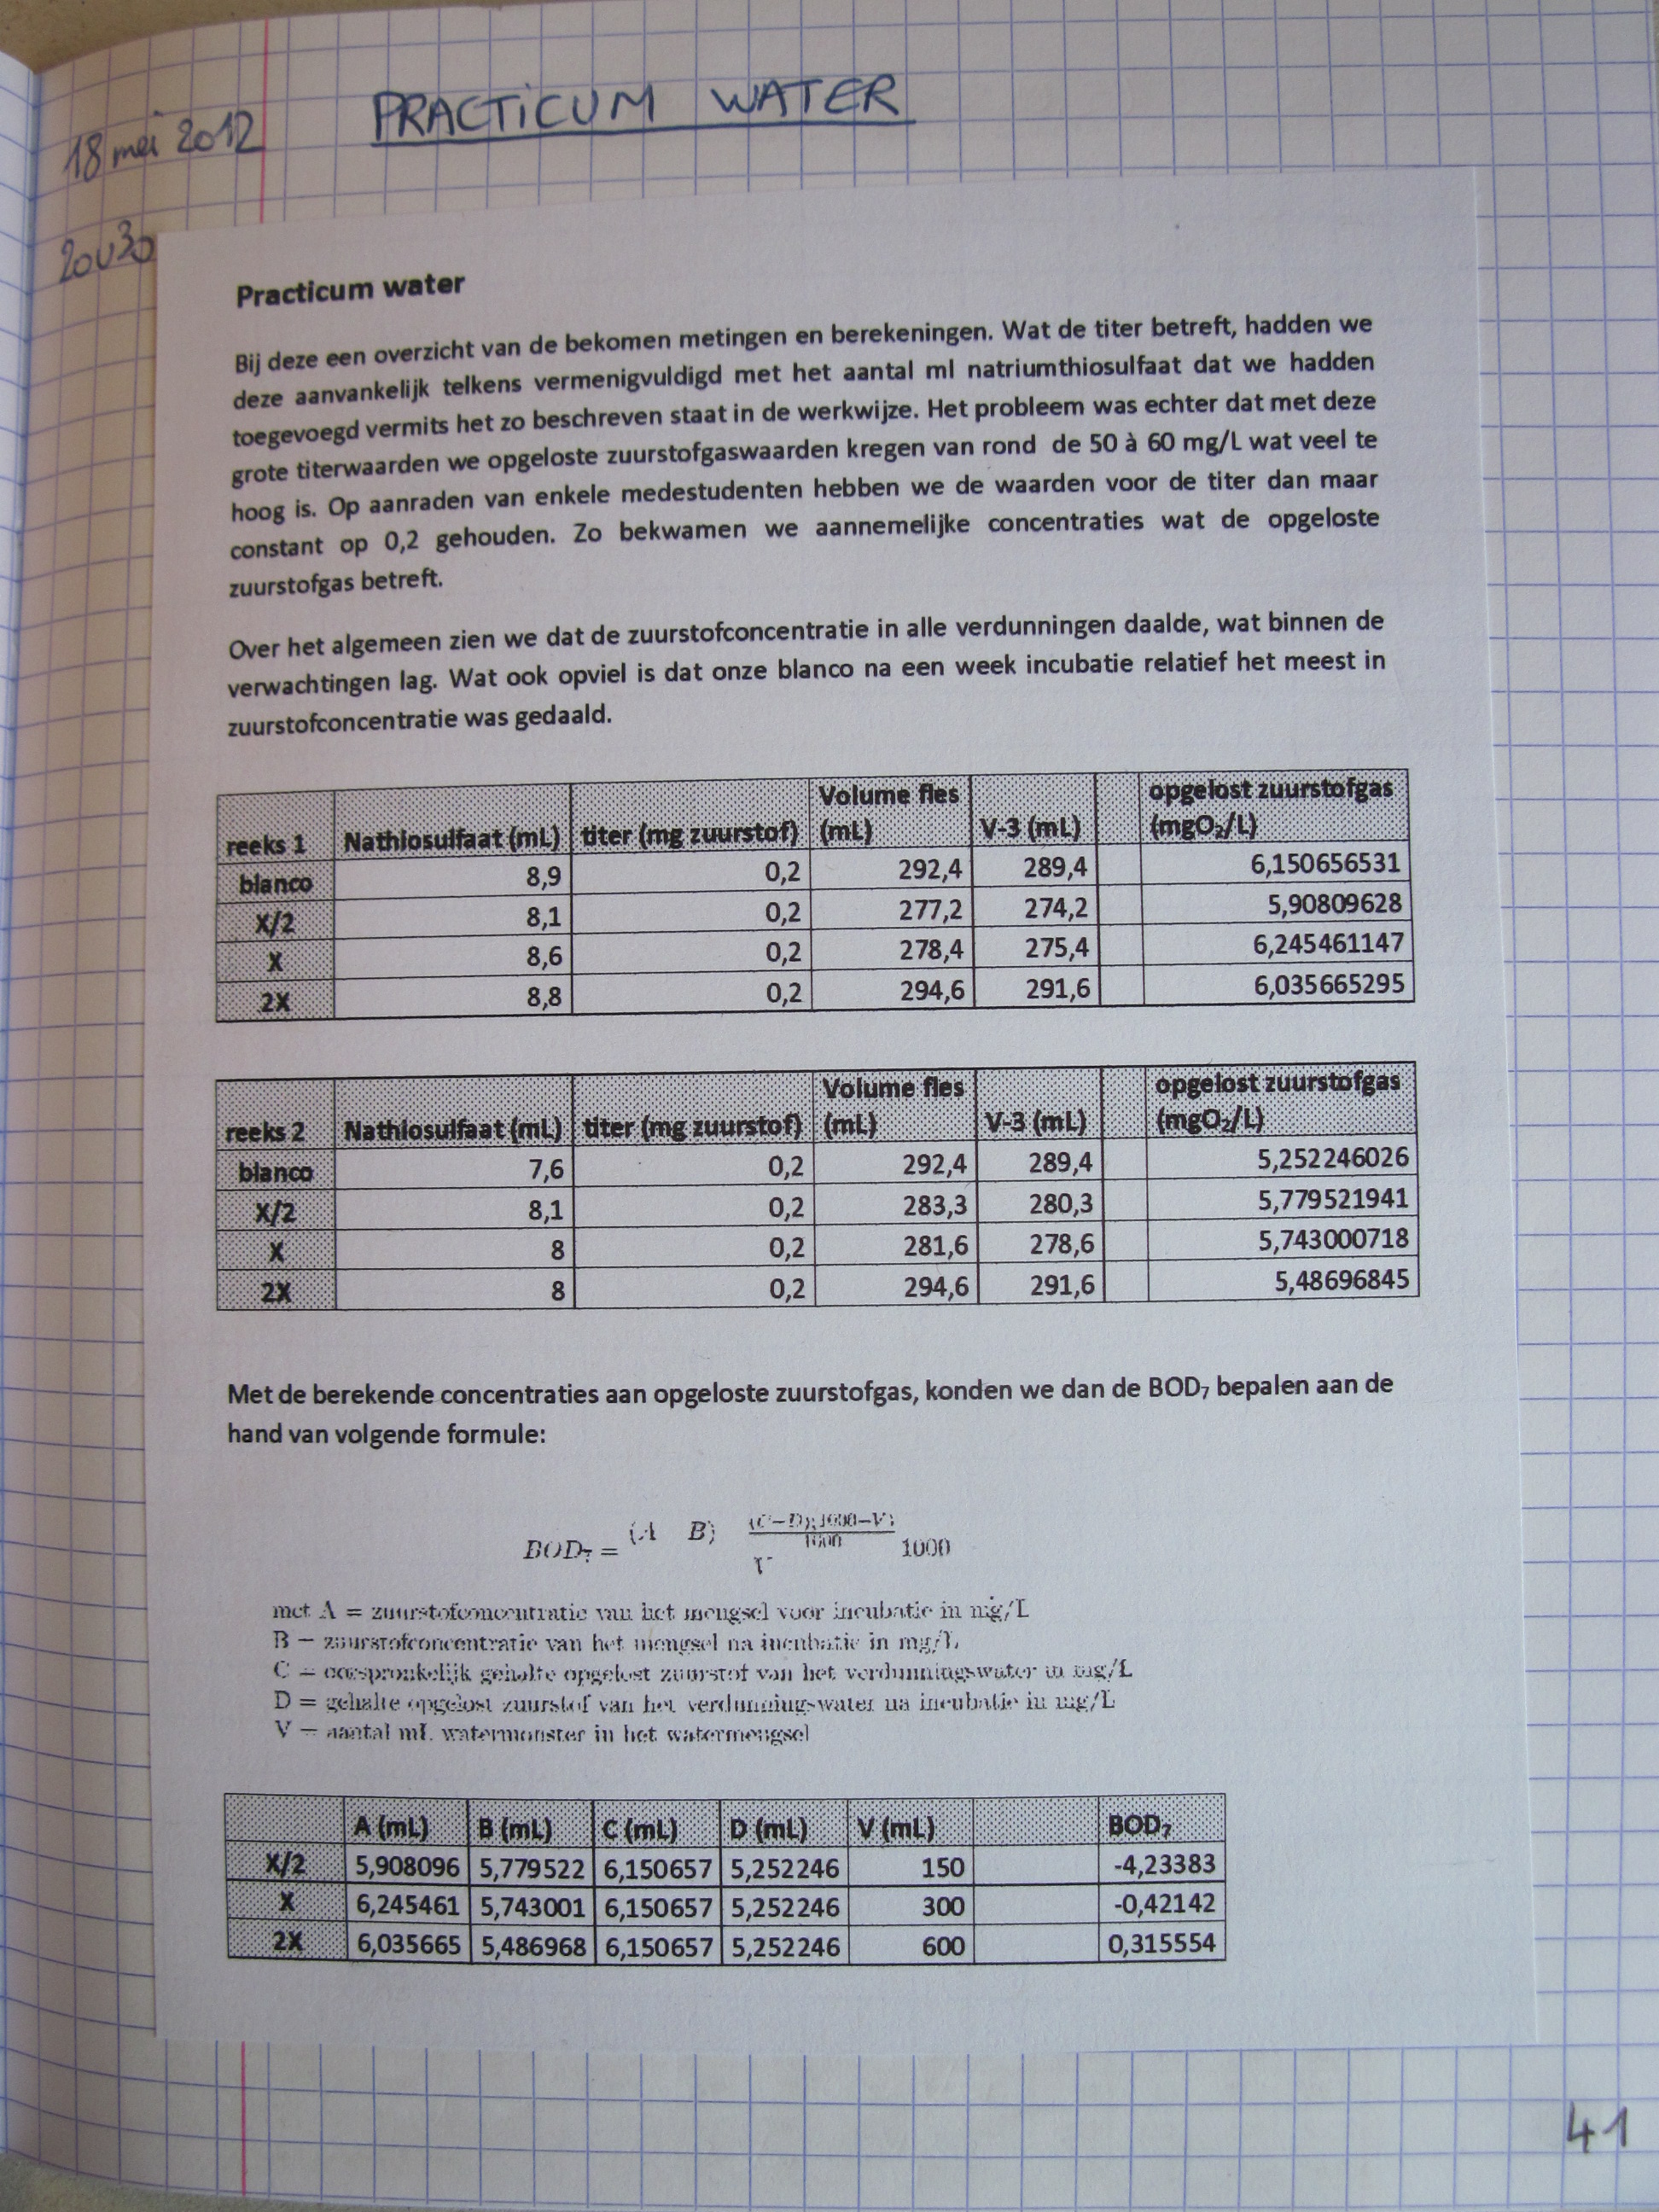 PRACTICUM WATER
18 mei 2012
20u30
Practicum water
Bij deze een overzicht van de bekomen metingen en berekeningen. Wat de titer betreft, hadden we
deze aanvankelijk telkens vermenigvuldigd met het aantal ml natriumthiosulfaat dat we hadden
toegevoegd vermits het zo beschreven staat in de werkwijze. Het probleem was echter dat met deze
grote titerwaarden we opgeloste zuurstofgaswaarden kregen van rond de 50 à 60 mg/L wat veel te
hoog is. Op aanraden van enkele medestudenten hebben we de waarden voor de titer dan maar
constant op 0,2 gehouden. Zo bekwamen we aannemelijke concentraties wat de opgeloste
zuurstofgas betreft.
Over het algemeen zien we dat de zuurstofconcentratie in alle verdunningen daalde, wat binnen de
verwachtingen lag. Wat ook opviel is dat onze blanco na een week incubatie relatief het meest in
zuurstofconcentratie was gedaald.
reeks 1 Nathiosulfaat (mL) titer (mg zuurstof) Volume fles (mL) V-3 (mL) opgelost zuurstofgas (mgO₂/L)
blanco 8,9 0,2 292,4 289,4 6,150656531
X/2 8,1 0,2 277,2 274,2 5,90809628
X 8,6 0,2 278,4 275,4 6,245461147
2X 8,8 0,2 294,6 291,6 6,035665295
reeks 2 Nathiosulfaat (mL) titer (mg zuurstof) Volume fles (mL) V-3 (mL) opgelost zuurstofgas (mgO₂/L)
blanco 7,6 0,2 292,4 289,4 5,252246026
X/2 8,1 0,2 283,3 280,3 5,779521941
X 8 0,2 281,6 278,6 5,743000718
2X 8 0,2 294,6 291,6 5,48696845
Met de berekende concentraties aan opgeloste zuurstofgas, konden we dan de BOD₇ bepalen aan de
hand van volgende formule:
(C−D)(1000−V)
BOD₇ = (A B) 1000 1000
V
met A = zuurstofconcentratie van het mengsel voor incubatie in mg/L
B = zuurstofconcentratie van het mengsel na incubatie in mg/L
C = oorspronkelijk gehalte opgelost zuurstof van het verdunningswater in mg/L
D = gehalte opgelost zuurstof van het verdunningswater na incubatie in mg/L
V = aantal mL watermonster in het watermengsel
A (mL) B (mL) C (mL) D (mL) V (mL) BOD₇
X/2 5,908096 5,779522 6,150657 5,252246 150 -4,23383
X 6,245461 5,743001 6,150657 5,252246 300 -0,42142
2X 6,035665 5,486968 6,150657 5,252246 600 0,315554
41